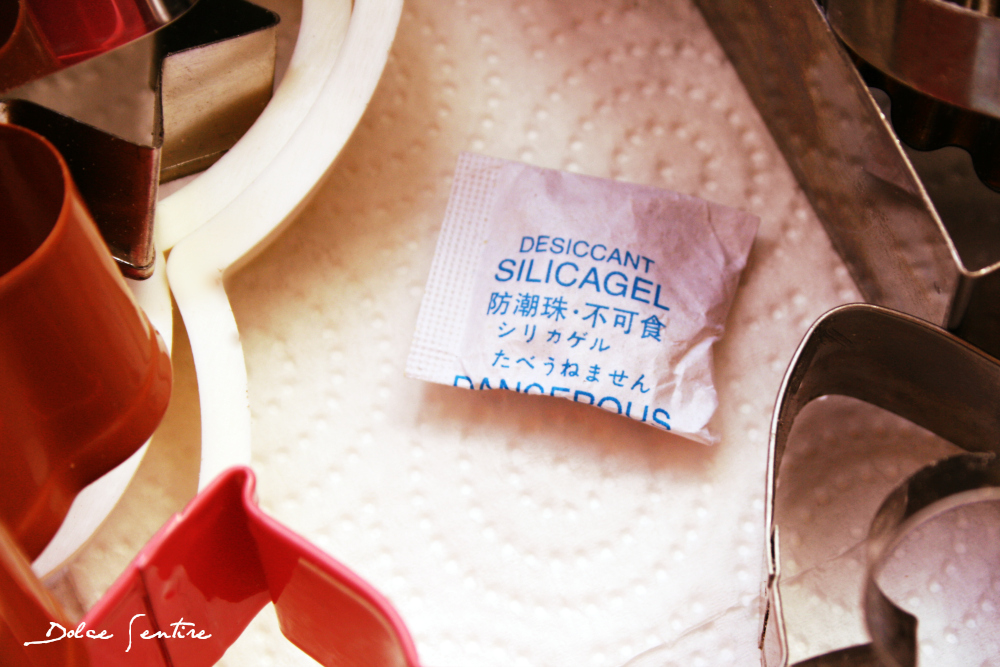 DESICCANT
SILICAGEL
防潮珠・不可食
シリカゲル
たべうねません
DANGEROUS
Dolce Sentire